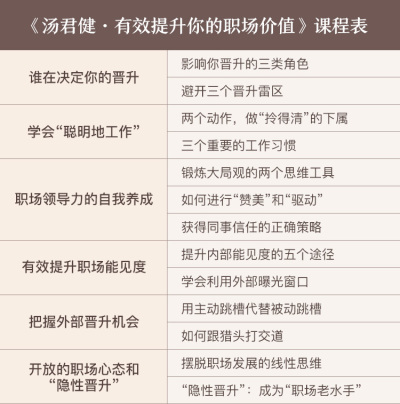 《汤君健·有效提升你的职场价值》课程表
谁在决定你的晋升
影响你晋升的三类角色
避开三个晋升雷区
学会“聪明地工作”
两个动作，做“拎得清”的下属
三个重要的工作习惯
职场领导力的自我养成
锻炼大局观的两个思维工具
如何进行“赞美”和“驱动”
获得同事信任的正确策略
有效提升职场能见度
提升内部能见度的五个途径
学会利用外部曝光窗口
把握外部晋升机会
用主动跳槽代替被动跳槽
如何跟猎头打交道
开放的职场心态和
“隐性晋升”
摆脱职场发展的线性思维
“隐性晋升”：成为“职场老水手”